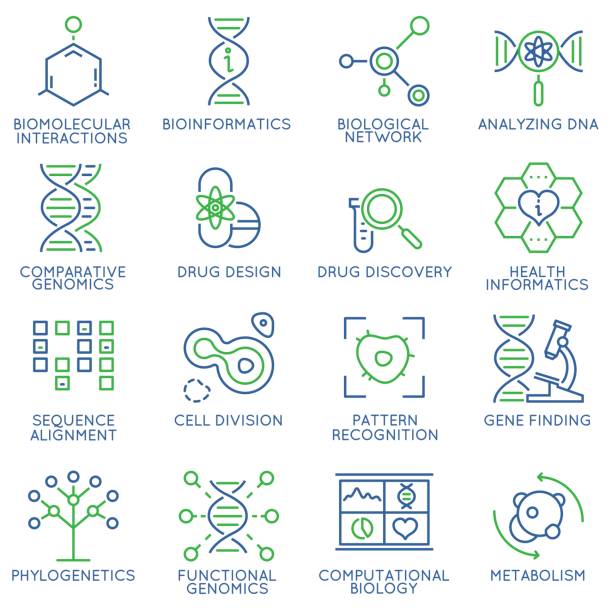 i
BIOMOLECULAR
INTERACTIONS
BIOINFORMATICS
BIOLOGICAL
NETWORK
ANALYZING DNA
i
COMPARATIVE
GENOMICS
DRUG DESIGN
DRUG DISCOVERY
HEALTH
INFORMATICS
SEQUENCE
ALIGNMENT
CELL DIVISION
PATTERN
RECOGNITION
GENE FINDING
PHYLOGENETICS
FUNCTIONAL
GENOMICS
COMPUTATIONAL
BIOLOGY
METABOLISM